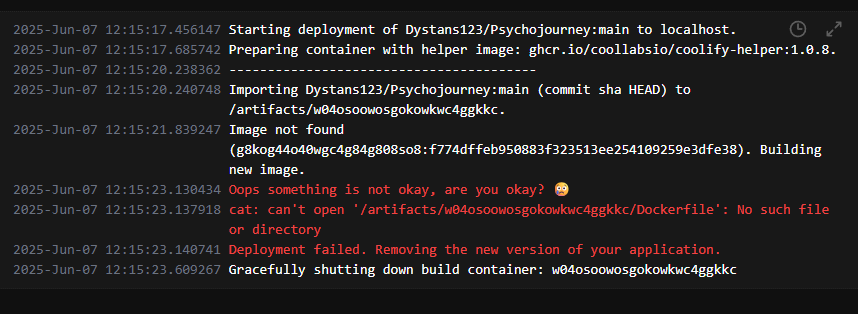 2025-Jun-07 12:15:17.456147 Starting deployment of Dystans123/Psychojourney:main to localhost.
2025-Jun-07 12:15:17.685742 Preparing container with helper image: ghcr.io/coollabsio/coolify-helper:1.0.8.
2025-Jun-07 12:15:20.238362 ----------------------------------------
2025-Jun-07 12:15:20.240748 Importing Dystans123/Psychojourney:main (commit sha HEAD) to
/artifacts/w04osoowosgokowkwc4ggkkc.
2025-Jun-07 12:15:21.839247 Image not found
(g8kog44o40wgc4g84g808so8:f774dffeb950883f323513ee254109259e3dfe38). Building
new image.
2025-Jun-07 12:15:23.130434 Oops something is not okay, are you okay? 😢
2025-Jun-07 12:15:23.137918 cat: can't open '/artifacts/w04osoowosgokowkwc4ggkkc/Dockerfile': No such file
or directory
2025-Jun-07 12:15:23.140741 Deployment failed. Removing the new version of your application.
2025-Jun-07 12:15:23.609267 Gracefully shutting down build container: w04osoowosgokowkwc4ggkkc